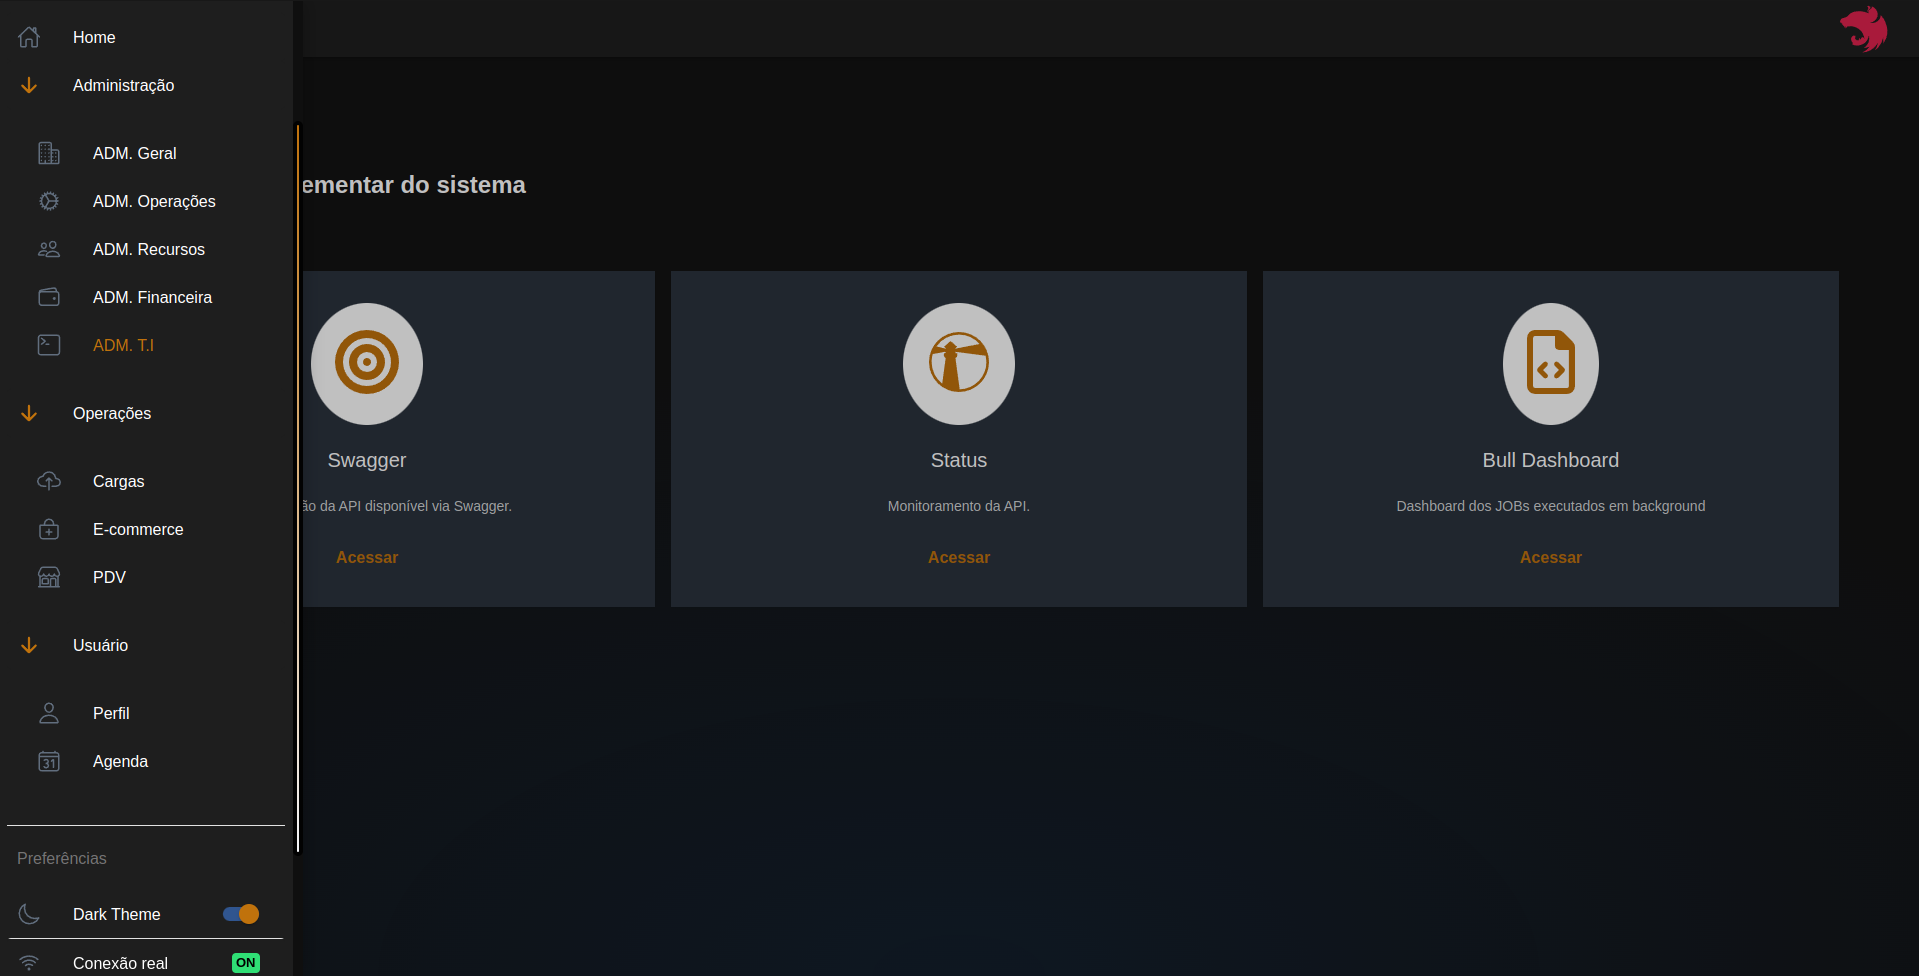 Home
Administração
ADM. Geral
ADM. Operações
ADM. Recursos
ADM. Financeira
ADM. T.I
Operações
Cargas
E-commerce
PDV
Usuário
Perfil
Agenda
31
Preferências
Dark Theme
Conexão real
ON
ementar do sistema
Swagger
ão da API disponível via Swagger.
Acessar
Status
Monitoramento da API.
Acessar
Bull Dashboard
Dashboard dos JOBs executados em background
Acessar